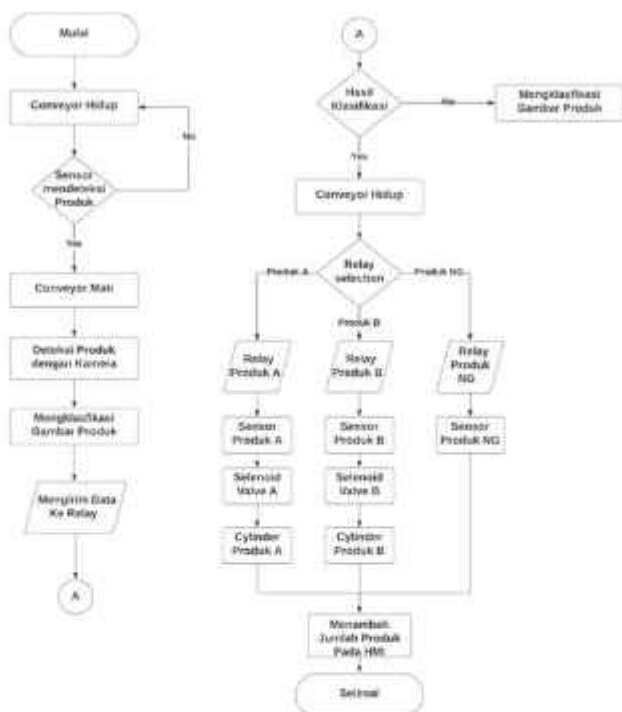 Mulai
Conveyor Hidup
No
Sensor
mendeteksi
Produk
Yes
Conveyor Mati
Deteksi Produk
dengan Kamera
Mengklasifikasi
Gambar Produk
Mengirim Data
Ke Relay
A
A
Hasil
Klasifikasi
No
Mengklasifikasi
Gambar Produk
Yes
Conveyor Hidup
Relay
selection
Produk A
Produk NG
Produk B
Relay
Produk A
Relay
Produk B
Relay
Produk
NG
Sensor
Produk A
Sensor
Produk B
Sensor
Produk NG
Selenoid
Valve A
Selenoid
Valve B
Cylinder
Produk A
Cylinder
Produk B
Menambah
Jumlah Produk
Pada HMI
Selesai